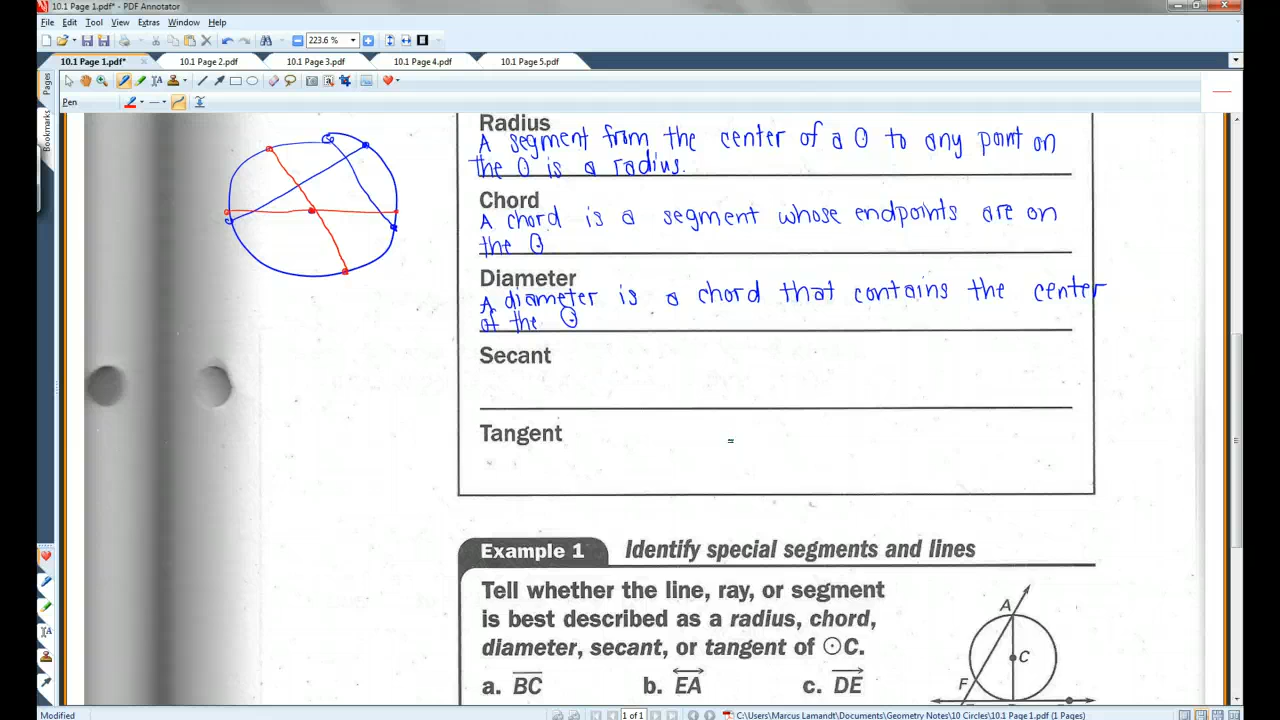 10.1 Page 1.pdf* - PDF Annotator
File Edit Tool View Extras Window Help
223.6 %
10.1 Page 1.pdf* 10.1 Page 2.pdf 10.1 Page 3.pdf 10.1 Page 4.pdf 10.1 Page 5.pdf
Pages
Bookmarks
Pen
Radius
A segment from the center of a ⊙ to any point on
the ⊙ is a radius.
Chord
A chord is a segment whose endpoints are on
the ⊙
Diameter
A diameter is a chord that contains the center
of the ⊙
Secant
Tangent
Example 1 Identify special segments and lines
Tell whether the line, ray, or segment
is best described as a radius, chord,
diameter, secant, or tangent of ⊙C.
a. BC b. EA c. DE
A
C
F
Modified 1 of 1 C:\Users\Marcus Lamandt\Documents\Geometry Notes\10 Circles\10.1 Page 1.pdf (1 Pages)